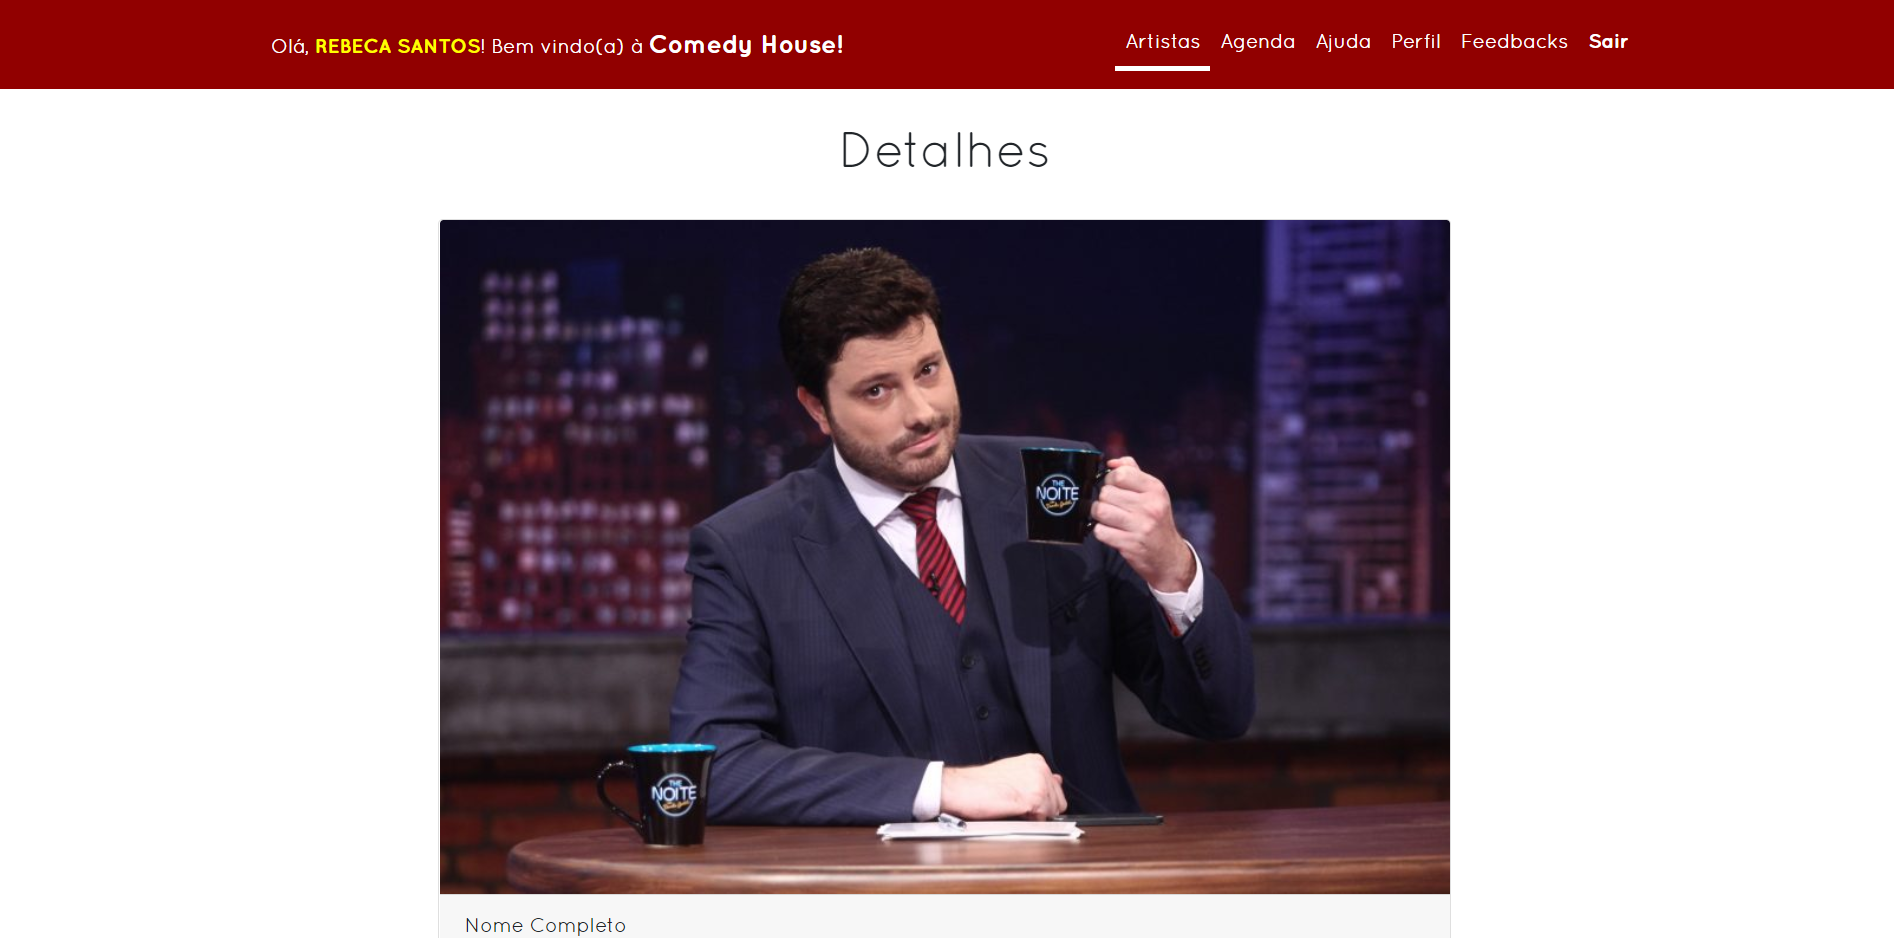 Olá, REBECA SANTOS! Bem vindo(a) à Comedy House!
Artistas Agenda Ajuda Perfil Feedbacks Sair
Detalhes
THE
NOITE
THE
NOITE
Nome Completo